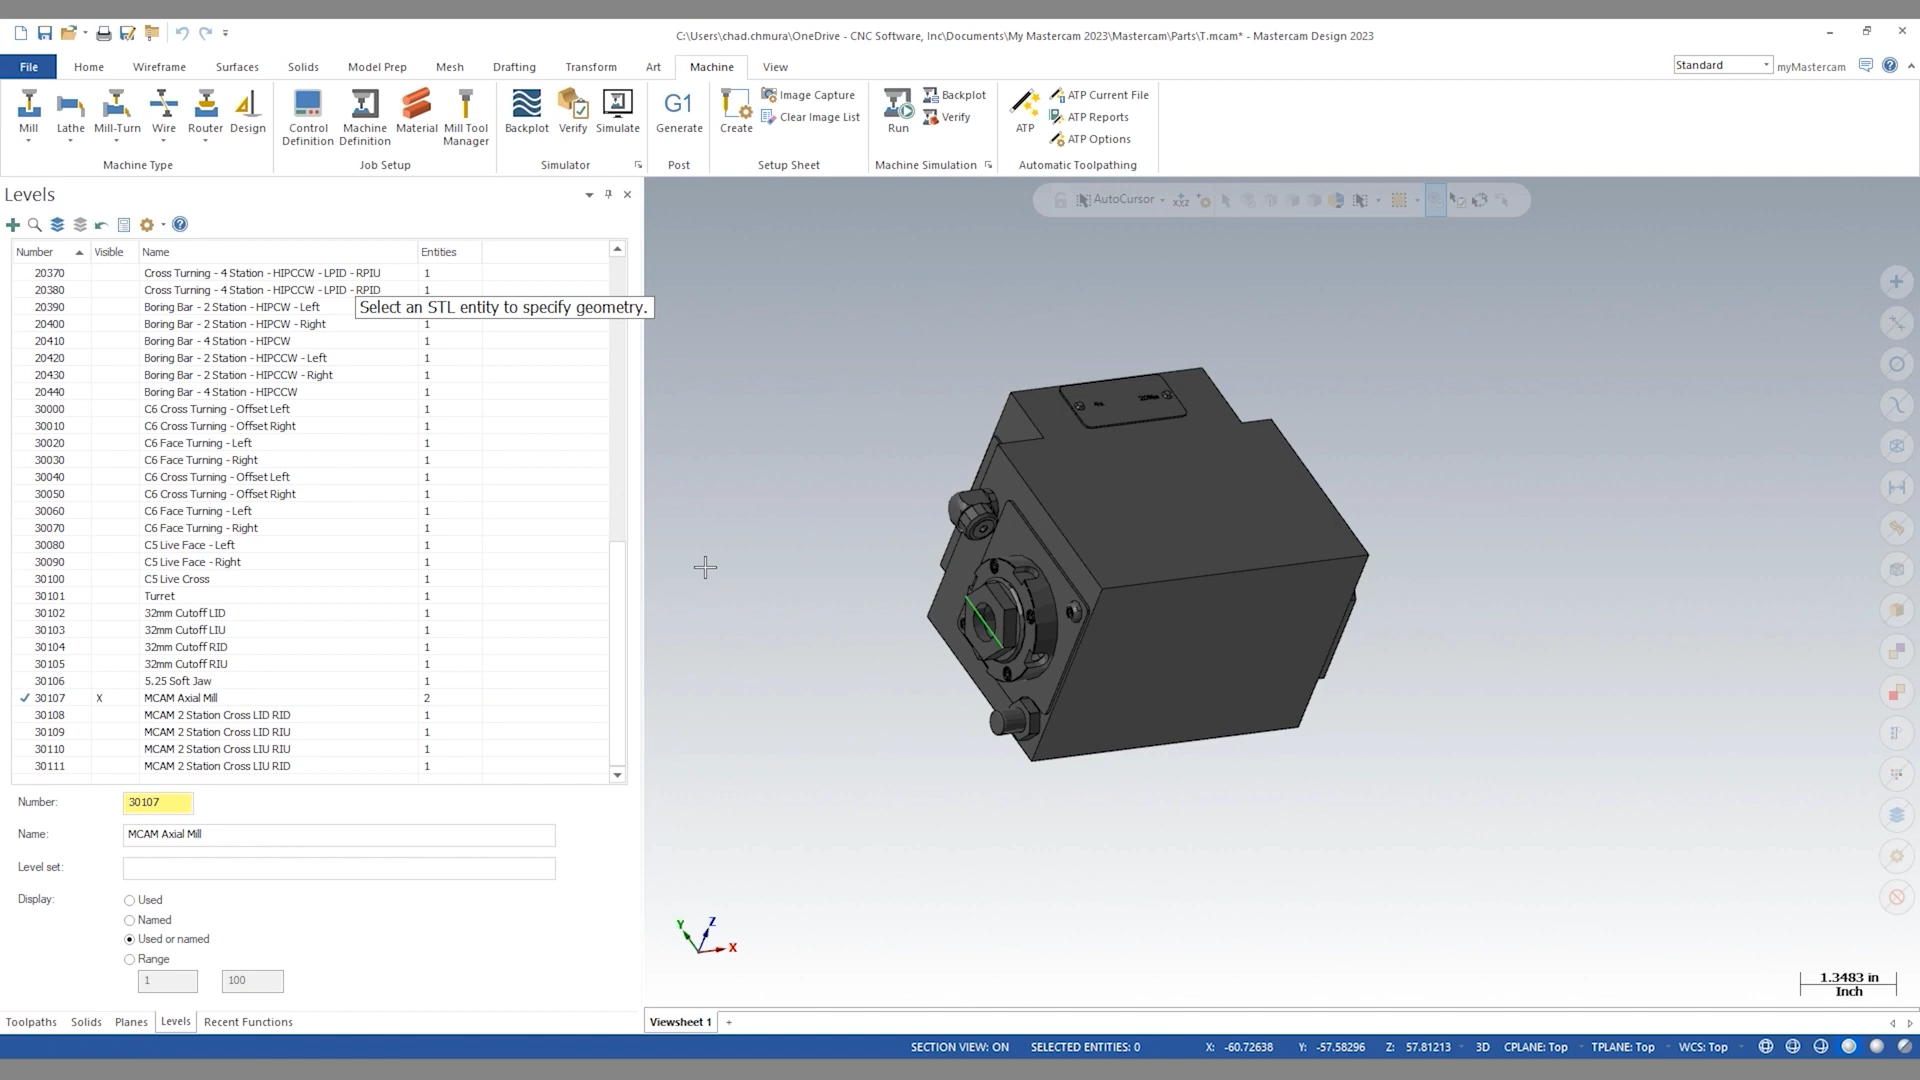 C:\Users\chad.chmura\OneDrive - CNC Software, Inc\Documents\My Mastercam 2023\Mastercam\Parts\T.mcam* - Mastercam Design 2023
File Home Wireframe Surfaces Solids Model Prep Mesh Drafting Transform Art Machine View
Standard myMastercam
Mill Lathe Mill-Turn Wire Router Design
Machine Type
Control Definition Machine Definition Material Mill Tool Manager
Job Setup
Backplot Verify Simulate
Simulator
G1
Generate
Post
Create Image Capture
Clear Image List
Setup Sheet
Run Backplot
Verify
Machine Simulation
ATP ATP Current File
ATP Reports
ATP Options
Automatic Toolpathing
Levels
AutoCursor
Number Visible Name Entities
20370 Cross Turning - 4 Station - HIPCCW - LPID - RPIU 1
20380 Cross Turning - 4 Station - HIPCCW - LPID - RPID 1
20390 Boring Bar - 2 Station - HIPCW - Left
Select an STL entity to specify geometry.
20400 Boring Bar - 2 Station - HIPCW - Right 1
20410 Boring Bar - 4 Station - HIPCW 1
20420 Boring Bar - 2 Station - HIPCCW - Left 1
20430 Boring Bar - 2 Station - HIPCCW - Right 1
20440 Boring Bar - 4 Station - HIPCCW 1
30000 C6 Cross Turning - Offset Left 1
30010 C6 Cross Turning - Offset Right 1
30020 C6 Face Turning - Left 1
30030 C6 Face Turning - Right 1
30040 C6 Cross Turning - Offset Left 1
30050 C6 Cross Turning - Offset Right 1
30060 C6 Face Turning - Left 1
30070 C6 Face Turning - Right 1
30080 C5 Live Face - Left 1
30090 C5 Live Face - Right 1
30100 C5 Live Cross 1
30101 Turret 1
30102 32mm Cutoff LID 1
30103 32mm Cutoff LIU 1
30104 32mm Cutoff RID 1
30105 32mm Cutoff RIU 1
30106 5.25 Soft Jaw 1
30107 X MCAM Axial Mill 2
30108 MCAM 2 Station Cross LID RID 1
30109 MCAM 2 Station Cross LID RIU 1
30110 MCAM 2 Station Cross LIU RIU 1
30111 MCAM 2 Station Cross LIU RID 1
Number: 30107
Name: MCAM Axial Mill
Level set:
Display: Used
Named
Used or named
Range
1 100
Toolpaths Solids Planes Levels Recent Functions
Y Z X
1.3483 in
Inch
Viewsheet 1 +
SECTION VIEW: ON SELECTED ENTITIES: 0 X: -60.72638 Y: -57.58296 Z: 57.81213 3D CPLANE: Top TPLANE: Top WCS: Top